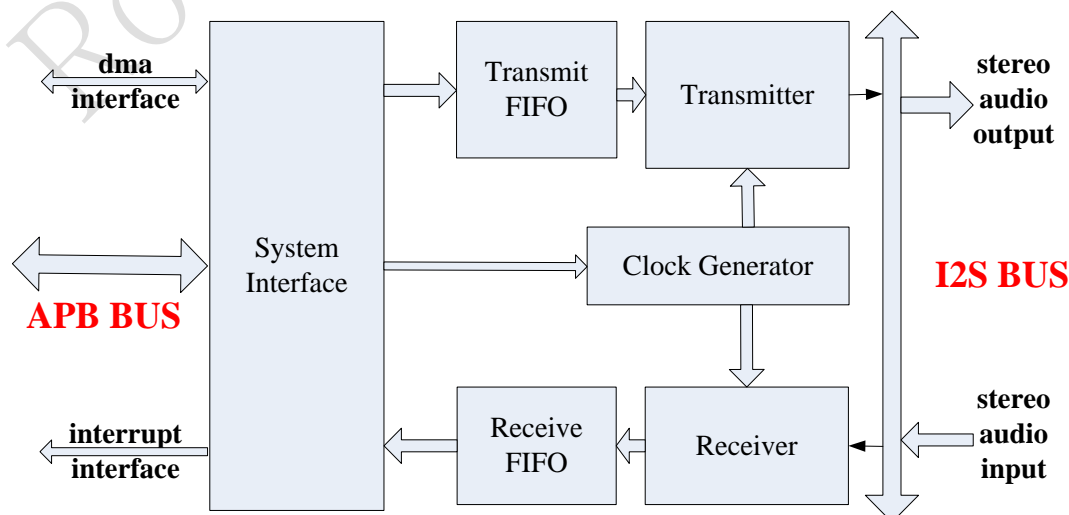 dma
interface
Transmit
FIFO
Transmitter
stereo
audio
output
System
Interface
Clock Generator
APB BUS
I2S BUS
interrupt
interface
Receive
FIFO
Receiver
stereo
audio
input